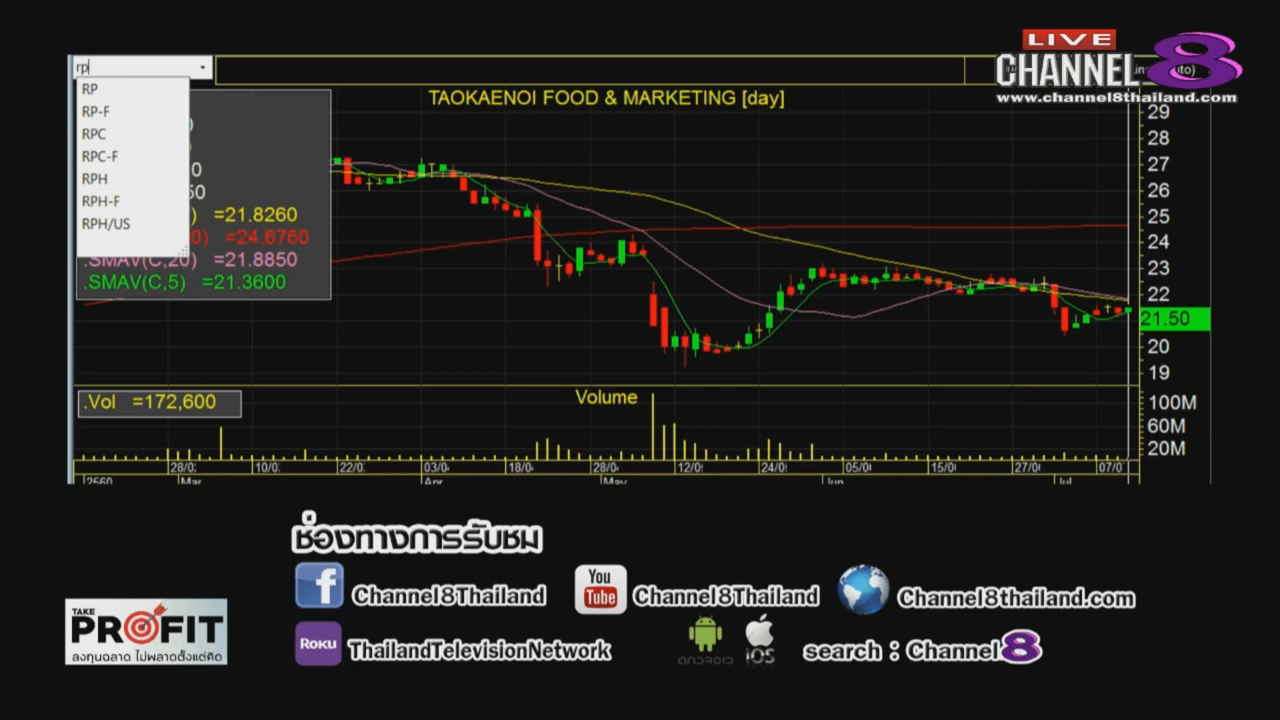 LIVE
CHANNEL 8
www.channel8thailand.com
rp
RP
RP-F
RPC
RPC-F
RPH
RPH-F
RPH/US
TAOKAENOI FOOD & MARKETING [day]
=21.8260
=24.6760
.SMAV(C,20) =21.8850
.SMAV(C,5) =21.3600
29
28
27
26
25
24
23
22
21.50
20
19
.Vol =172,600
Volume
100M
60M
20M
28/0
10/0
22/0
03/0
18/0
28/0
12/0
24/0
05/0
15/0
27/0
07/0
2560 Mar Apr May Jun Jul
ช่องทางการรับชม
f Channel8Thailand
You Tube Channel8Thailand
Channel8thailand.com
TAKE
PROFIT
ลงทุนฉลาด ไม่พลาดตั้งแต่คิด
ROKU ThailandTelevisionNetwork
ANDROID iOS
search : Channel 8